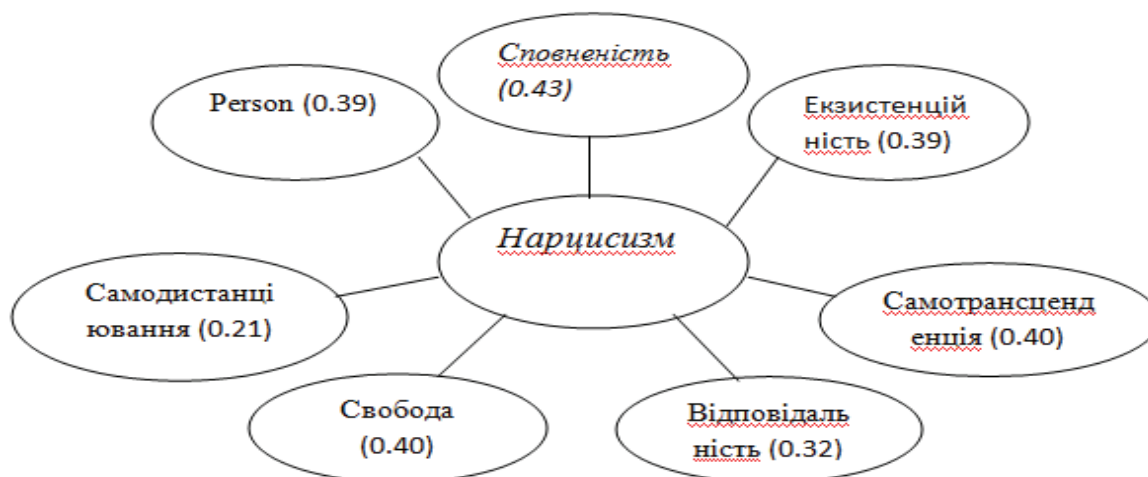 Сповненість
(0.43)
Person (0.39)
Екзистенцій
ність (0.39)
Нарцисизм
Самодистанці
ювання (0.21)
Самотрансценд
енція (0.40)
Свобода
(0.40)
Відповідаль
ність (0.32)